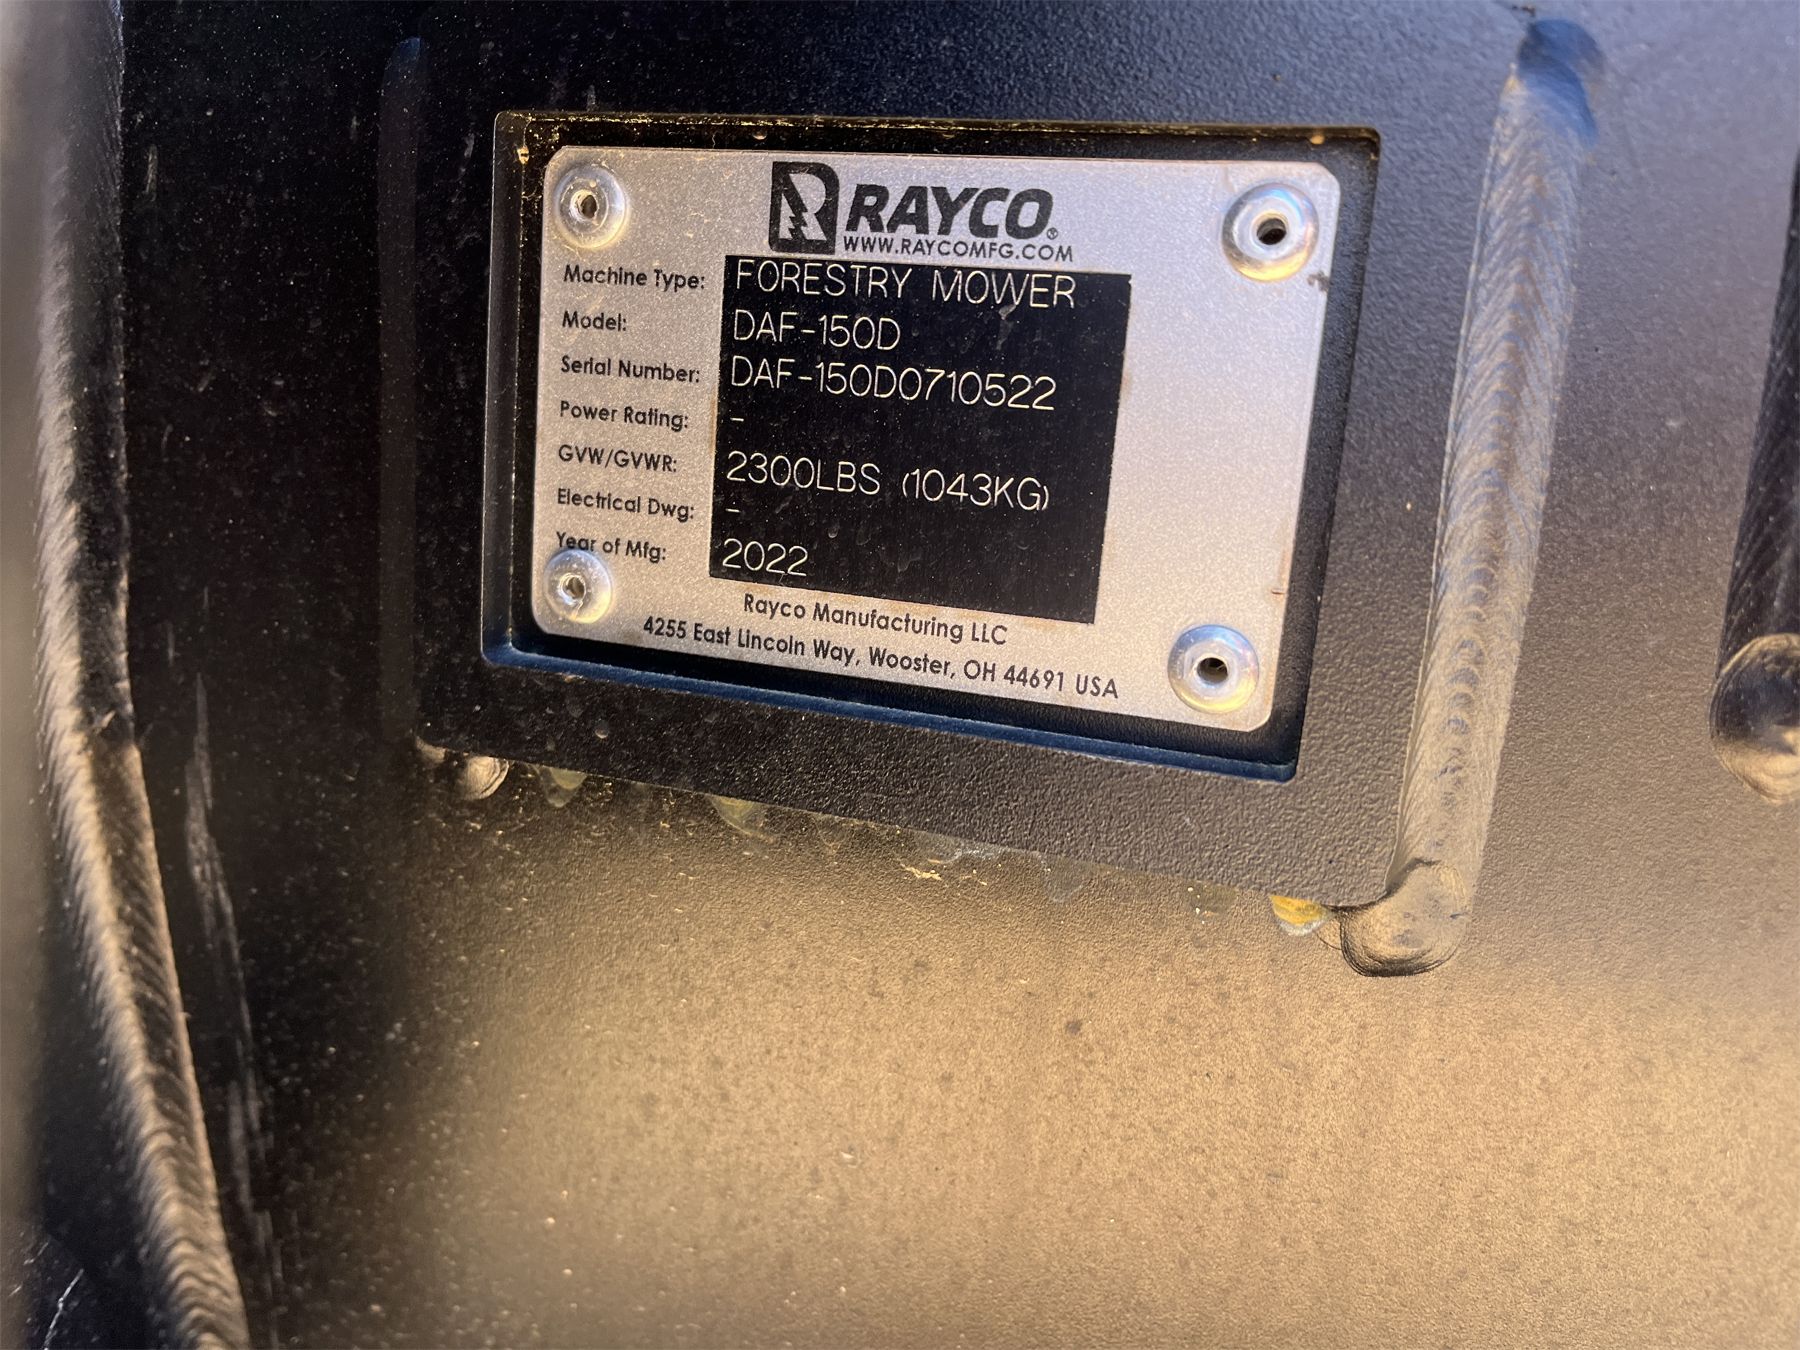 RAYCO®
WWW.RAYCOMFG.COM
Machine Type: FORESTRY MOWER
Model: DAF-150D
Serial Number: DAF-150D0710522
Power Rating: -
GVW/GVWR: 2300LBS (1043KG)
Electrical Dwg: -
Year of Mfg: 2022
Rayco Manufacturing LLC
4255 East Lincoln Way, Wooster, OH 44691 USA